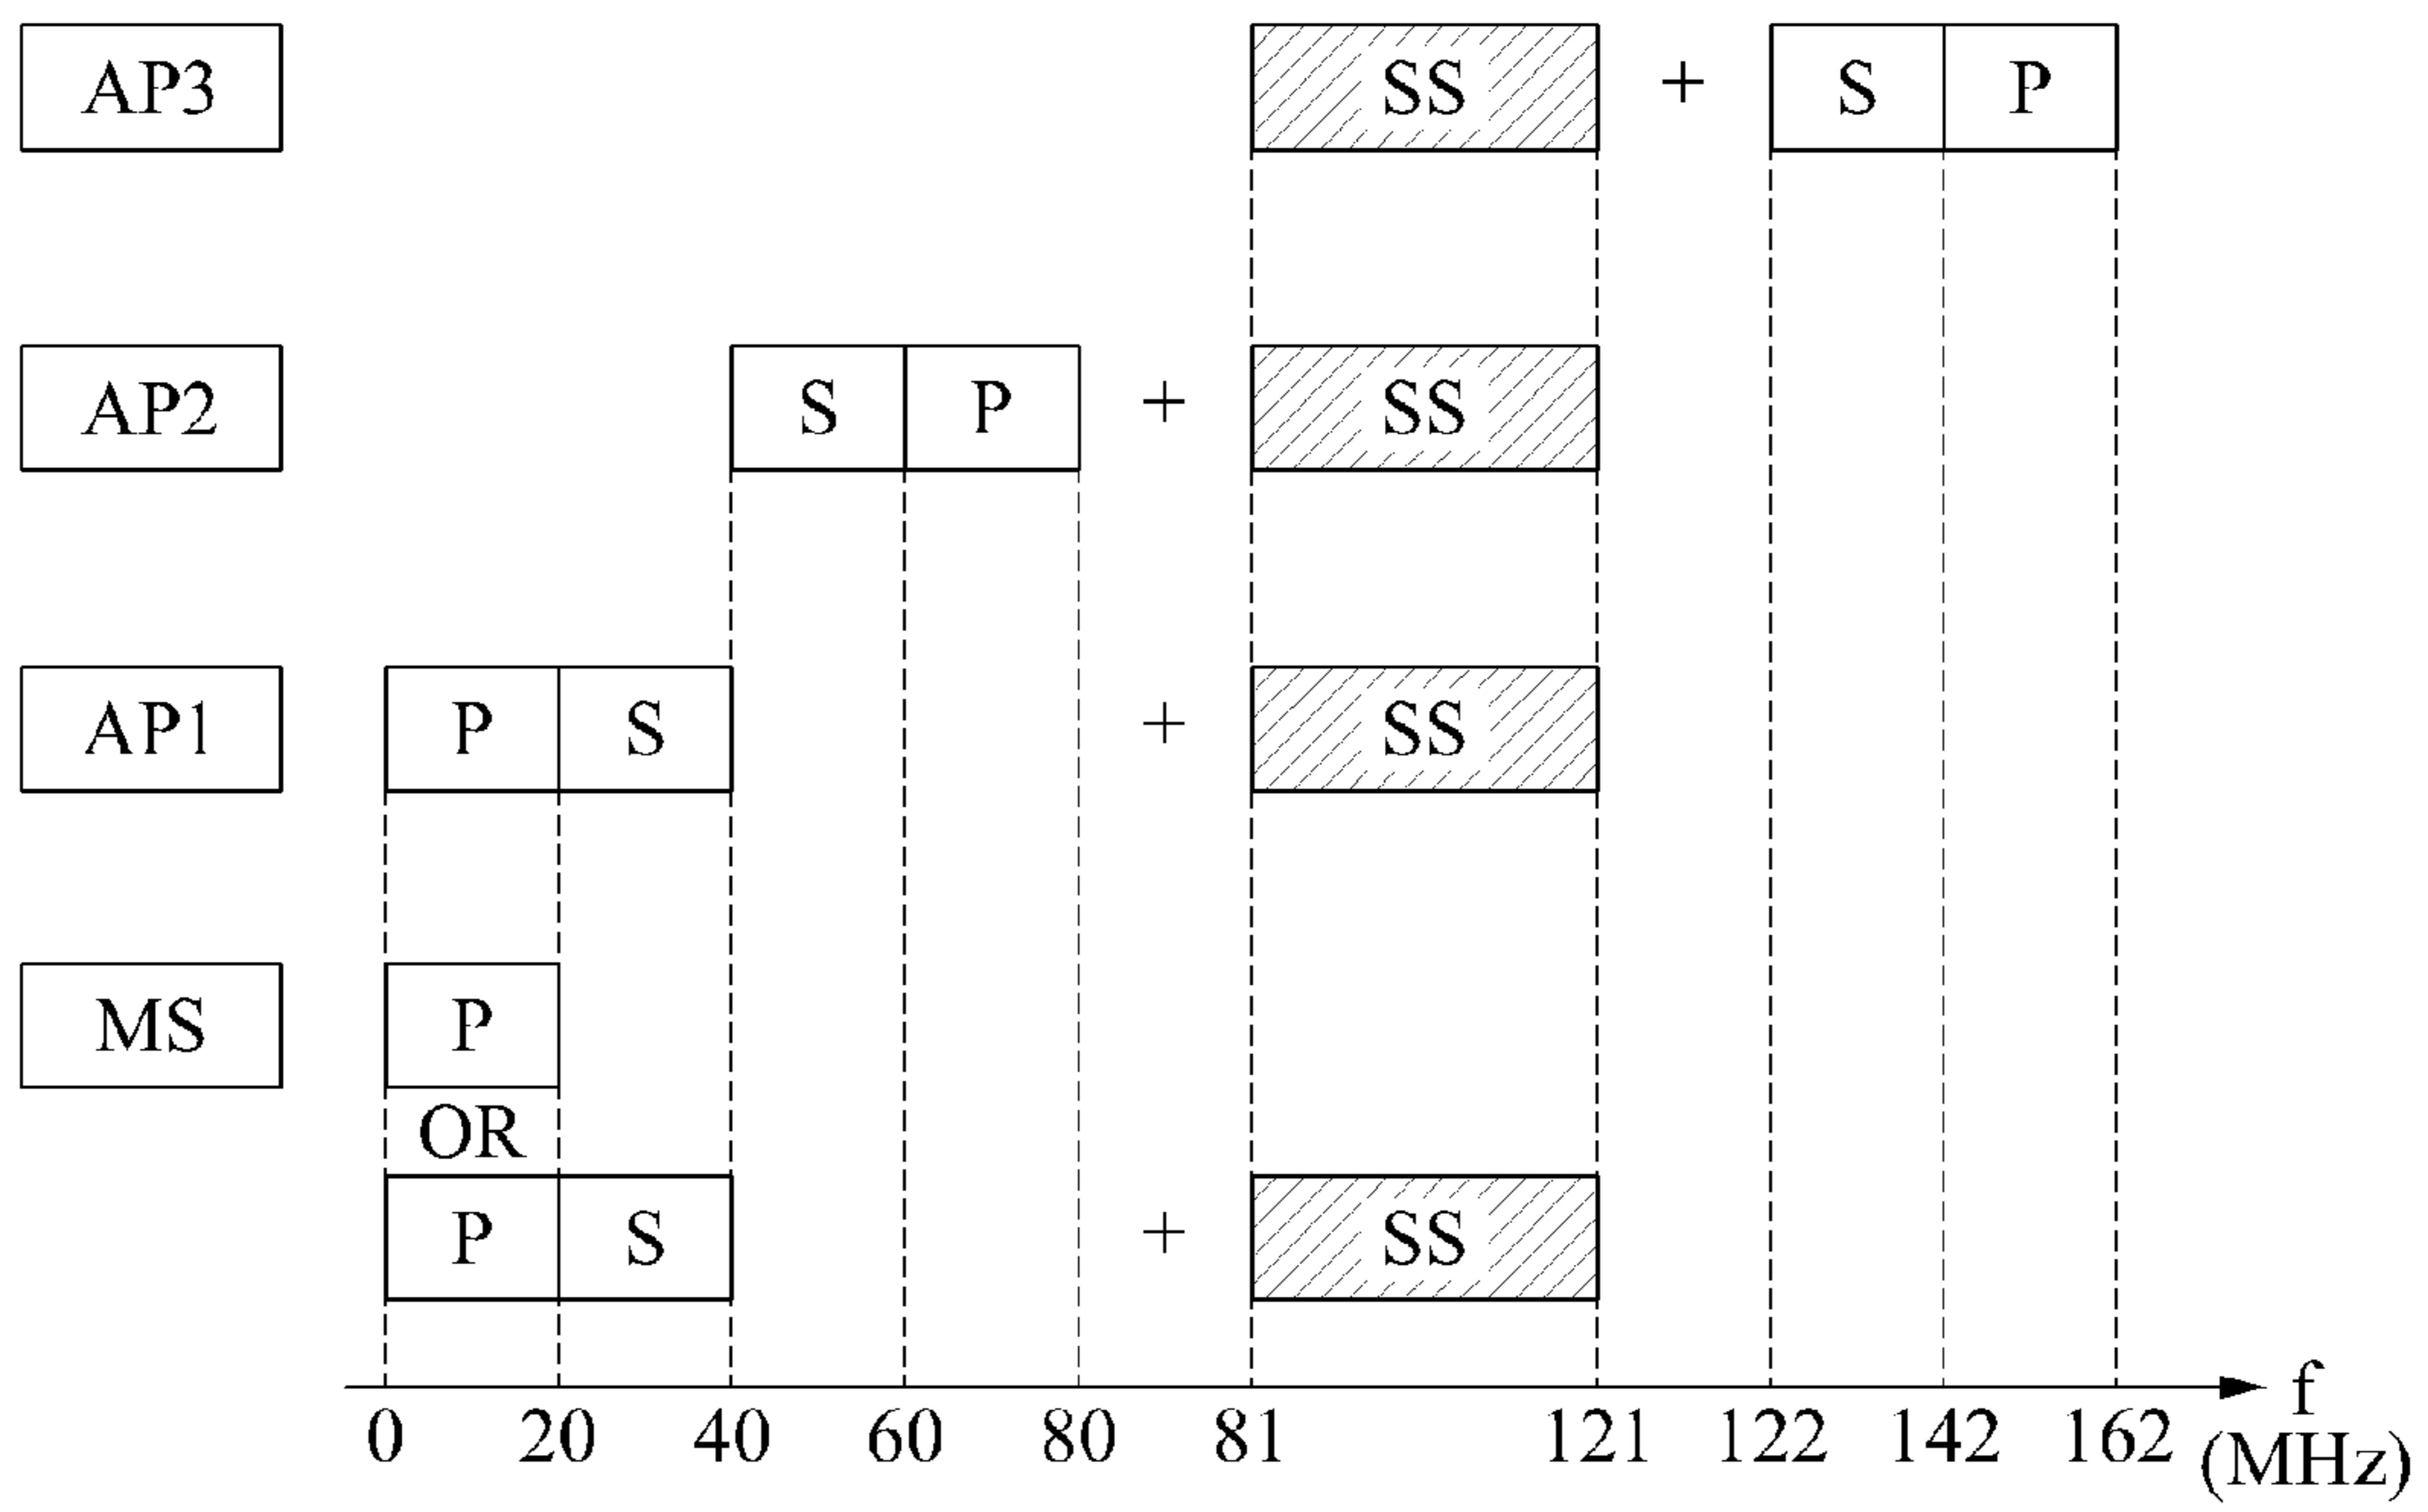 AP3 SS + S P
AP2 S P + SS
AP1 P S + SS
MS P
OR
P S + SS
0 20 40 60 80 81 121 122 142 162 f
(MHz)